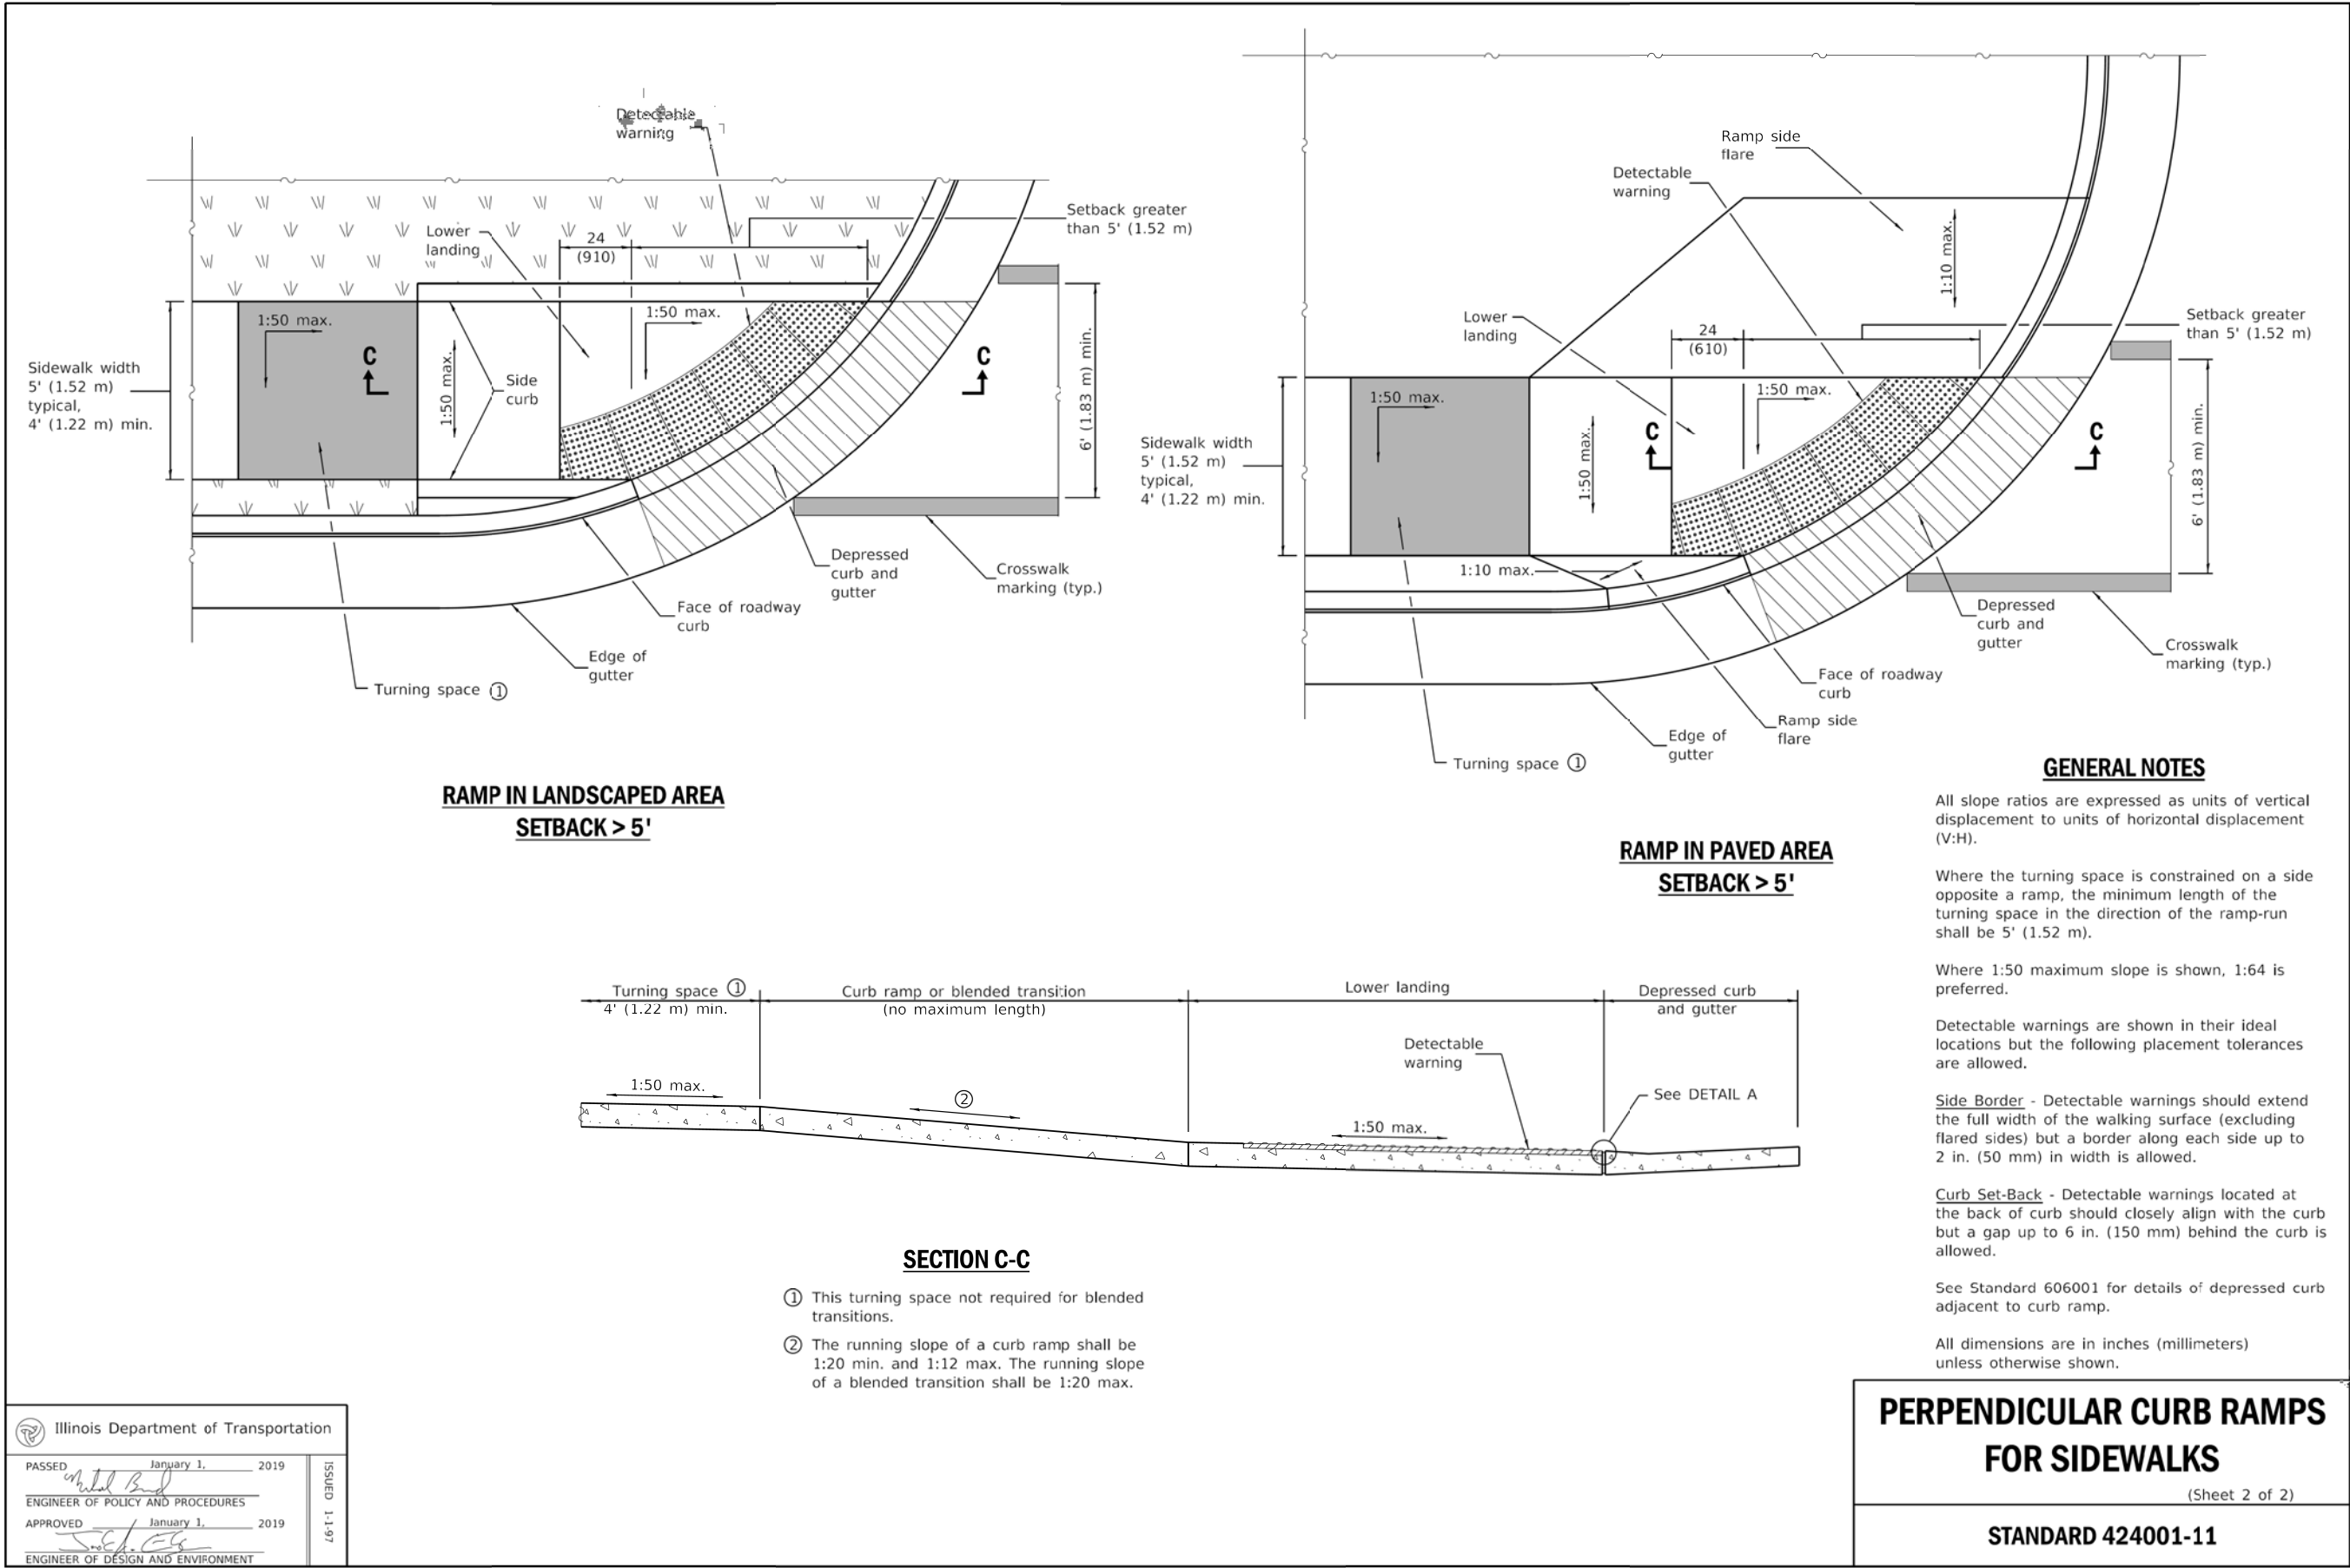 Detectable
warning
Lower
landing
24
(910)
Setback greater
than 5' (1.52 m)
1:50 max.
1:50 max.
C
C
1:50 max.
Side
curb
Sidewalk width
5' (1.52 m)
typical,
4' (1.22 m) min.
6' (1.83 m) min.
Depressed
curb and
gutter
Crosswalk
marking (typ.)
Face of roadway
curb
Edge of
gutter
Turning space ①
RAMP IN LANDSCAPED AREA
SETBACK > 5'
Ramp side
flare
Detectable
warning
1:10 max.
Lower
landing
24
(610)
Setback greater
than 5' (1.52 m)
1:50 max.
1:50 max.
C
C
1:50 max.
Sidewalk width
5' (1.52 m)
typical,
4' (1.22 m) min.
6' (1.83 m) min.
1:10 max.
Depressed
curb and
gutter
Crosswalk
marking (typ.)
Face of roadway
curb
Ramp side
flare
Edge of
gutter
Turning space ①
RAMP IN PAVED AREA
SETBACK > 5'
GENERAL NOTES
All slope ratios are expressed as units of vertical
displacement to units of horizontal displacement
(V:H).
Where the turning space is constrained on a side
opposite a ramp, the minimum length of the
turning space in the direction of the ramp-run
shall be 5' (1.52 m).
Where 1:50 maximum slope is shown, 1:64 is
preferred.
Detectable warnings are shown in their ideal
locations but the following placement tolerances
are allowed.
Side Border - Detectable warnings should extend
the full width of the walking surface (excluding
flared sides) but a border along each side up to
2 in. (50 mm) in width is allowed.
Curb Set-Back - Detectable warnings located at
the back of curb should closely align with the curb
but a gap up to 6 in. (150 mm) behind the curb is
allowed.
See Standard 606001 for details of depressed curb
adjacent to curb ramp.
All dimensions are in inches (millimeters)
unless otherwise shown.
Turning space ①
4' (1.22 m) min.
Curb ramp or blended transition
(no maximum length)
Lower landing
Depressed curb
and gutter
Detectable
warning
1:50 max.
②
See DETAIL A
1:50 max.
SECTION C-C
① This turning space not required for blended
transitions.
② The running slope of a curb ramp shall be
1:20 min. and 1:12 max. The running slope
of a blended transition shall be 1:20 max.
Illinois Department of Transportation
PASSED January 1, 2019
ENGINEER OF POLICY AND PROCEDURES
APPROVED January 1, 2019
ENGINEER OF DESIGN AND ENVIRONMENT
ISSUED 1-1-97
PERPENDICULAR CURB RAMPS
FOR SIDEWALKS
(Sheet 2 of 2)
STANDARD 424001-11